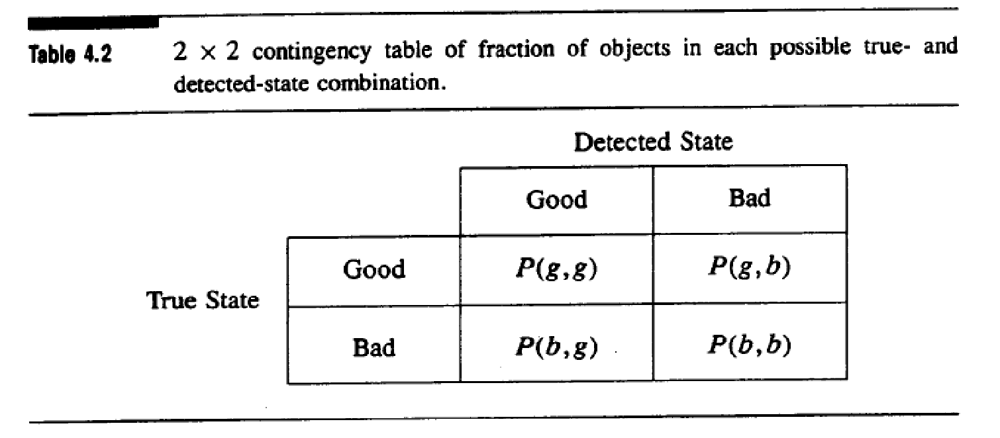 Table 4.2 2 × 2 contingency table of fraction of objects in each possible true- and
detected-state combination.
Detected State
Good Bad
Good P(g,g) P(g,b)
True State
Bad P(b,g) P(b,b)